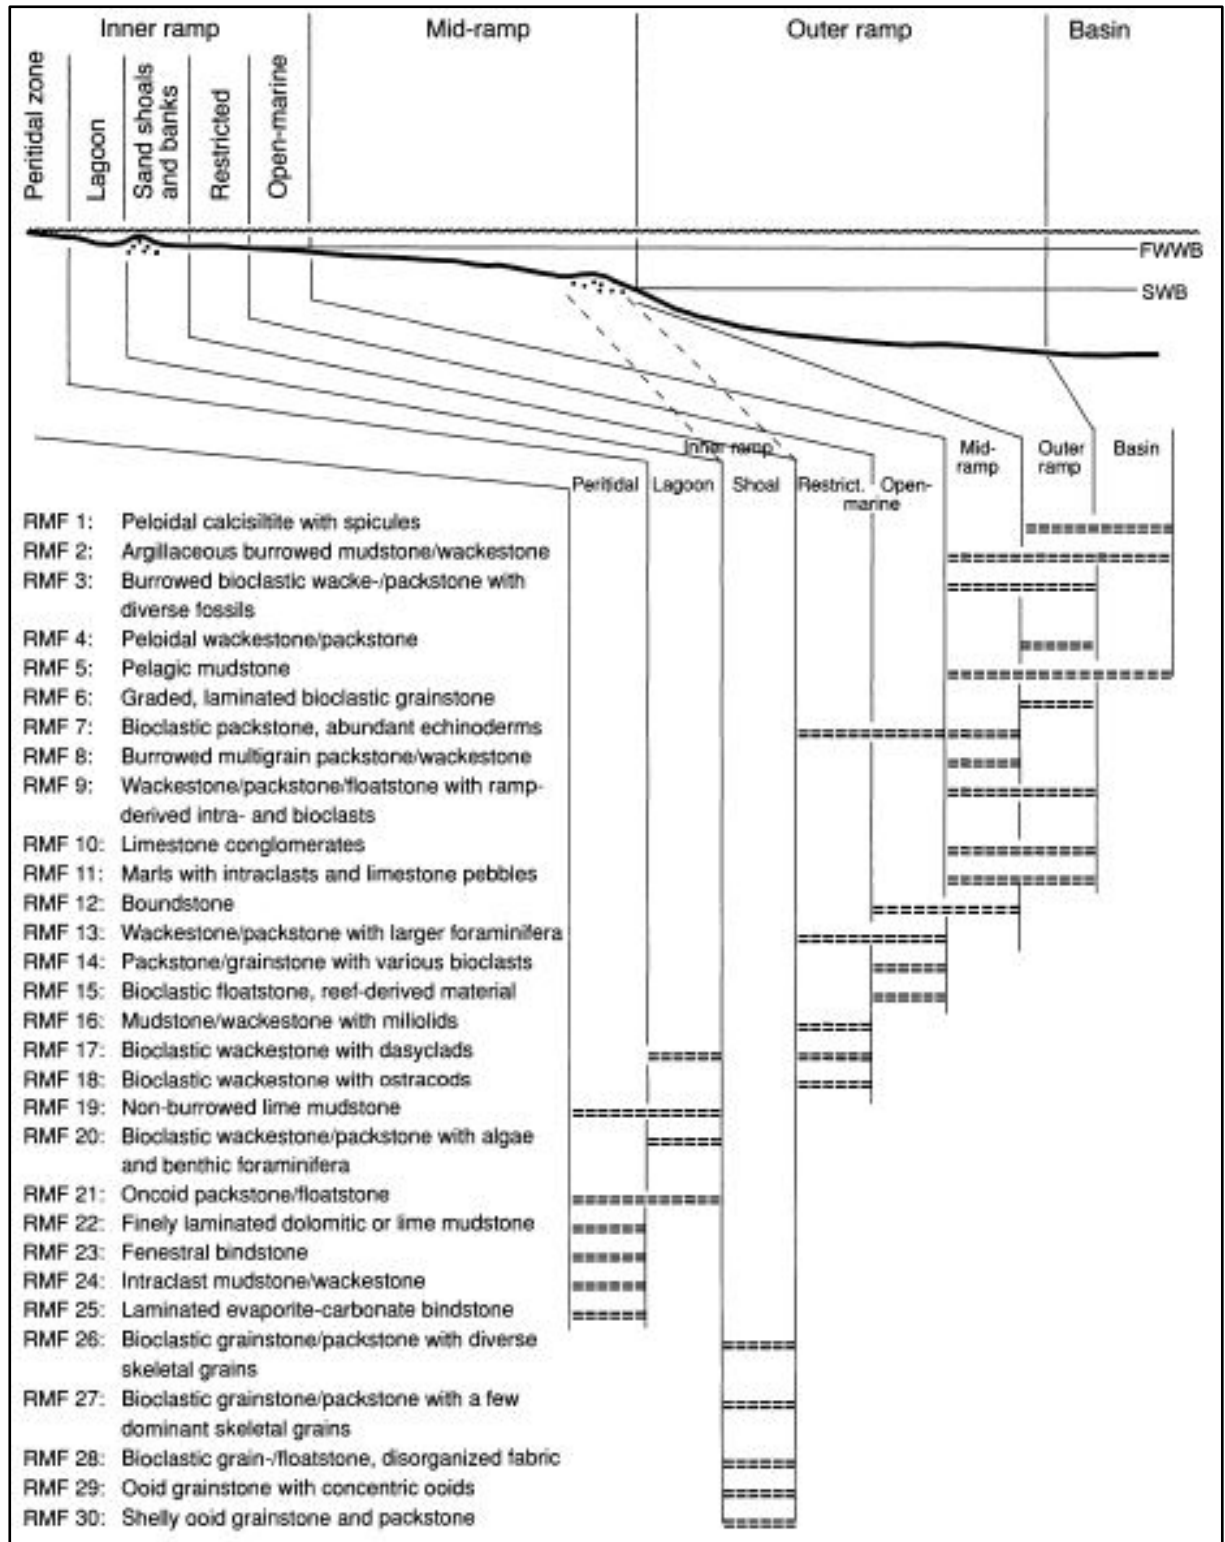 Inner ramp Mid-ramp Outer ramp Basin
Peritidal zone
Lagoon
Sand shoals
and banks
Restricted
Open-marine
FWWB
SWB
Inner ramp
Mid-
ramp
Outer
ramp
Basin
Peritidal Lagoon Shoal Restrict. Open-
marine
RMF 1: Peloidal calcisiltite with spicules
RMF 2: Argillaceous burrowed mudstone/wackestone
RMF 3: Burrowed bioclastic wacke-/packstone with
diverse fossils
RMF 4: Peloidal wackestone/packstone
RMF 5: Pelagic mudstone
RMF 6: Graded, laminated bioclastic grainstone
RMF 7: Bioclastic packstone, abundant echinoderms
RMF 8: Burrowed multigrain packstone/wackestone
RMF 9: Wackestone/packstone/floatstone with ramp-
derived intra- and bioclasts
RMF 10: Limestone conglomerates
RMF 11: Marls with intraclasts and limestone pebbles
RMF 12: Boundstone
RMF 13: Wackestone/packstone with larger foraminifera
RMF 14: Packstone/grainstone with various bioclasts
RMF 15: Bioclastic floatstone, reef-derived material
RMF 16: Mudstone/wackestone with miliolids
RMF 17: Bioclastic wackestone with dasyclads
RMF 18: Bioclastic wackestone with ostracods
RMF 19: Non-burrowed lime mudstone
RMF 20: Bioclastic wackestone/packstone with algae
and benthic foraminifera
RMF 21: Oncoid packstone/floatstone
RMF 22: Finely laminated dolomitic or lime mudstone
RMF 23: Fenestral bindstone
RMF 24: Intraclast mudstone/wackestone
RMF 25: Laminated evaporite-carbonate bindstone
RMF 26: Bioclastic grainstone/packstone with diverse
skeletal grains
RMF 27: Bioclastic grainstone/packstone with a few
dominant skeletal grains
RMF 28: Bioclastic grain-/floatstone, disorganized fabric
RMF 29: Ooid grainstone with concentric ooids
RMF 30: Shelly ooid grainstone and packstone